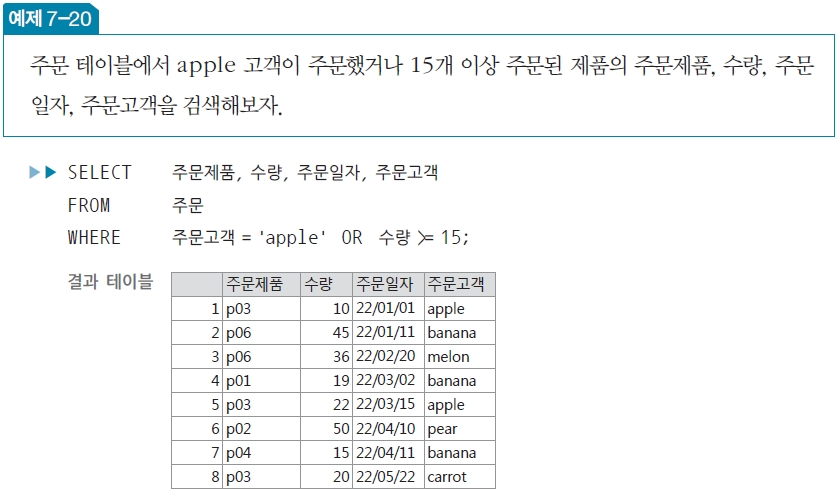 예제 7-20
주문 테이블에서 apple 고객이 주문했거나 15개 이상 주문된 제품의 주문제품, 수량, 주문
일자, 주문고객을 검색해보자.
▶▶ SELECT 주문제품, 수량, 주문일자, 주문고객
FROM 주문
WHERE 주문고객 = 'apple' OR 수량 >= 15;
결과 테이블
주문제품 수량 주문일자 주문고객
1 p03 10 22/01/01 apple
2 p06 45 22/01/11 banana
3 p06 36 22/02/20 melon
4 p01 19 22/03/02 banana
5 p03 22 22/03/15 apple
6 p02 50 22/04/10 pear
7 p04 15 22/04/11 banana
8 p03 20 22/05/22 carrot